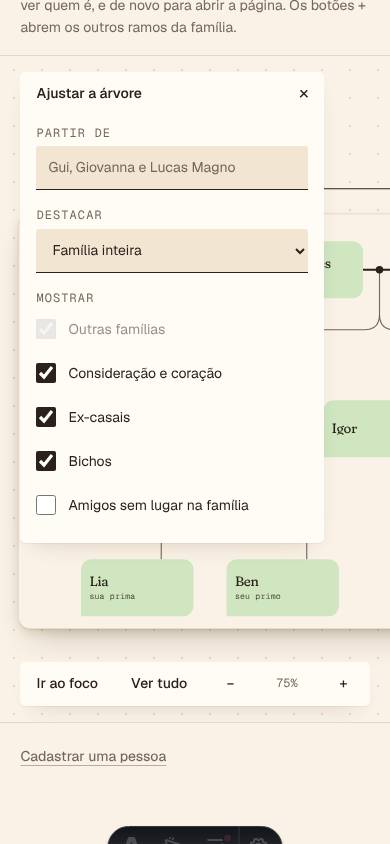 ver quem é, e de novo para abrir a página. Os botões +
abrem os outros ramos da família.
Ajustar a árvore
×
PARTIR DE
Gui, Giovanna e Lucas Magno
DESTACAR
Família inteira
MOSTRAR
Outras famílias
Consideração e coração
Ex-casais
Igor
Bichos
Amigos sem lugar na família
Lia
sua prima
Ben
seu primo
Ir ao foco
Ver tudo
−
75%
+
Cadastrar uma pessoa